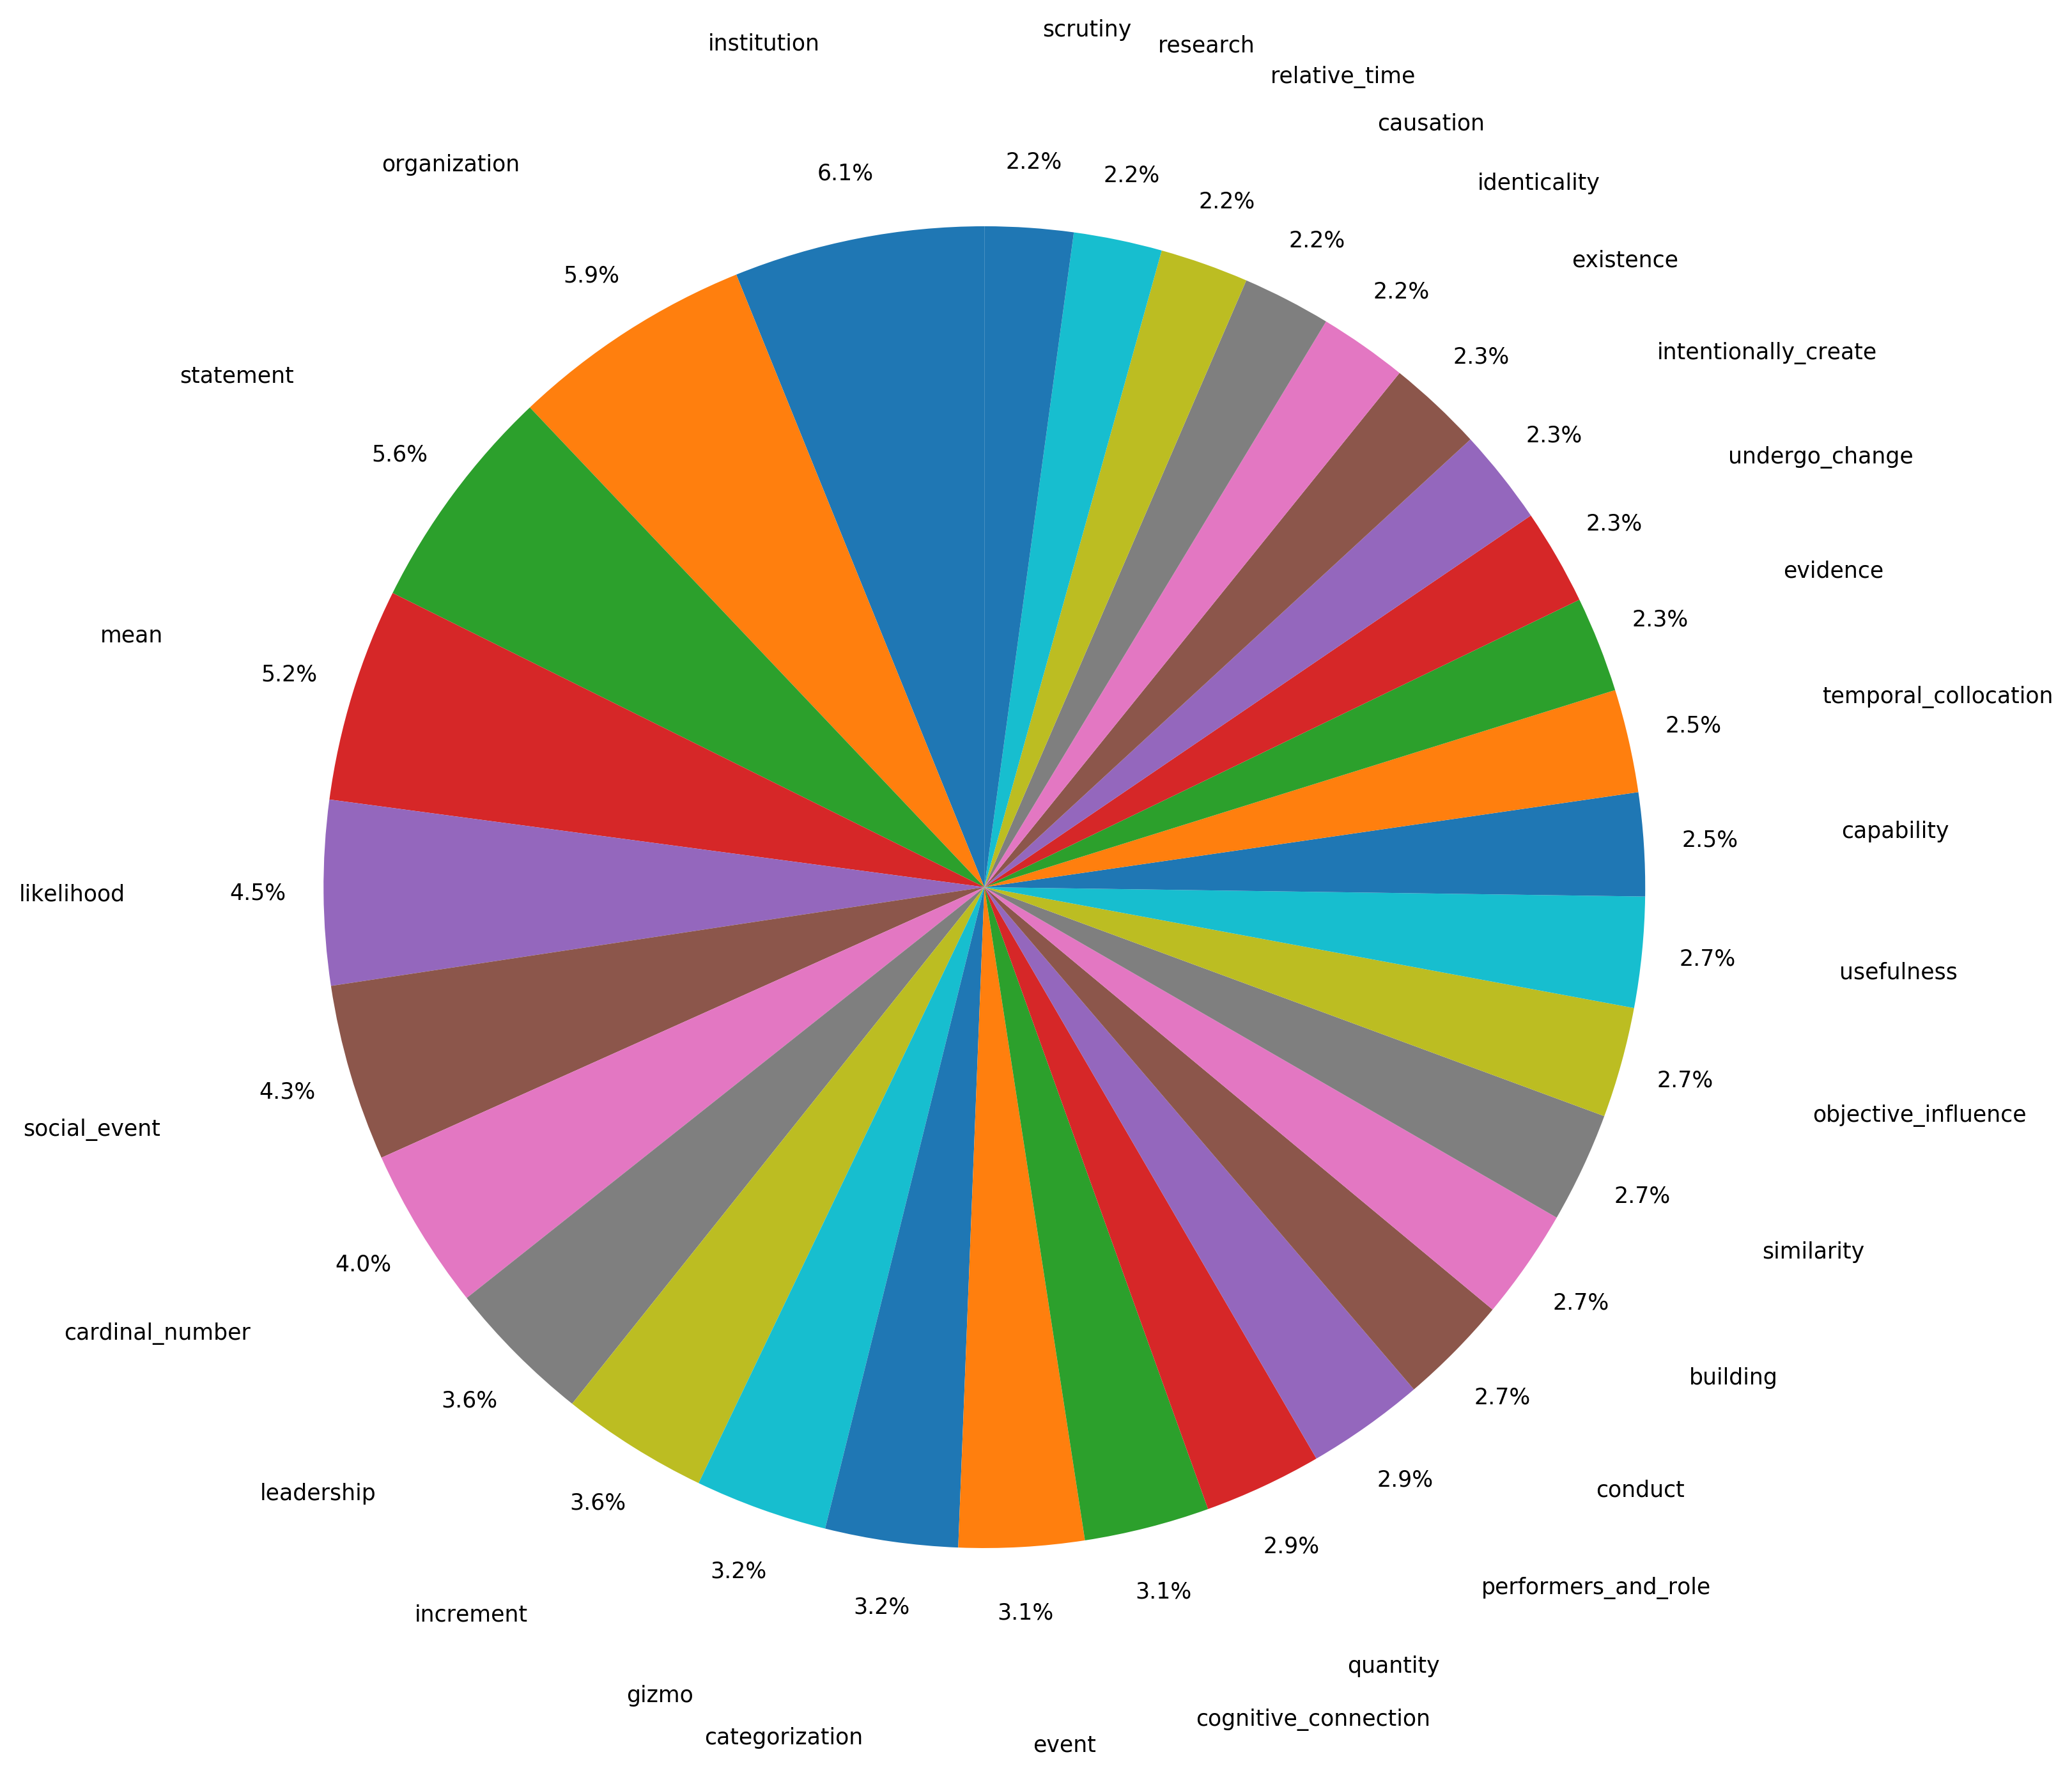 scrutiny
institution
research
relative_time
causation
organization
6.1%
2.2%
2.2%
identicality
2.2%
2.2%
existence
5.9%
2.2%
intentionally_create
2.3%
statement
2.3%
5.6%
undergo_change
2.3%
evidence
2.3%
mean
5.2%
temporal_collocation
2.5%
capability
2.5%
likelihood
4.5%
2.7%
usefulness
2.7%
4.3%
objective_influence
social_event
2.7%
similarity
4.0%
2.7%
cardinal_number
building
3.6%
2.7%
2.9%
conduct
leadership
3.6%
2.9%
3.2%
performers_and_role
3.1%
3.2%
3.1%
increment
quantity
gizmo
cognitive_connection
categorization
event